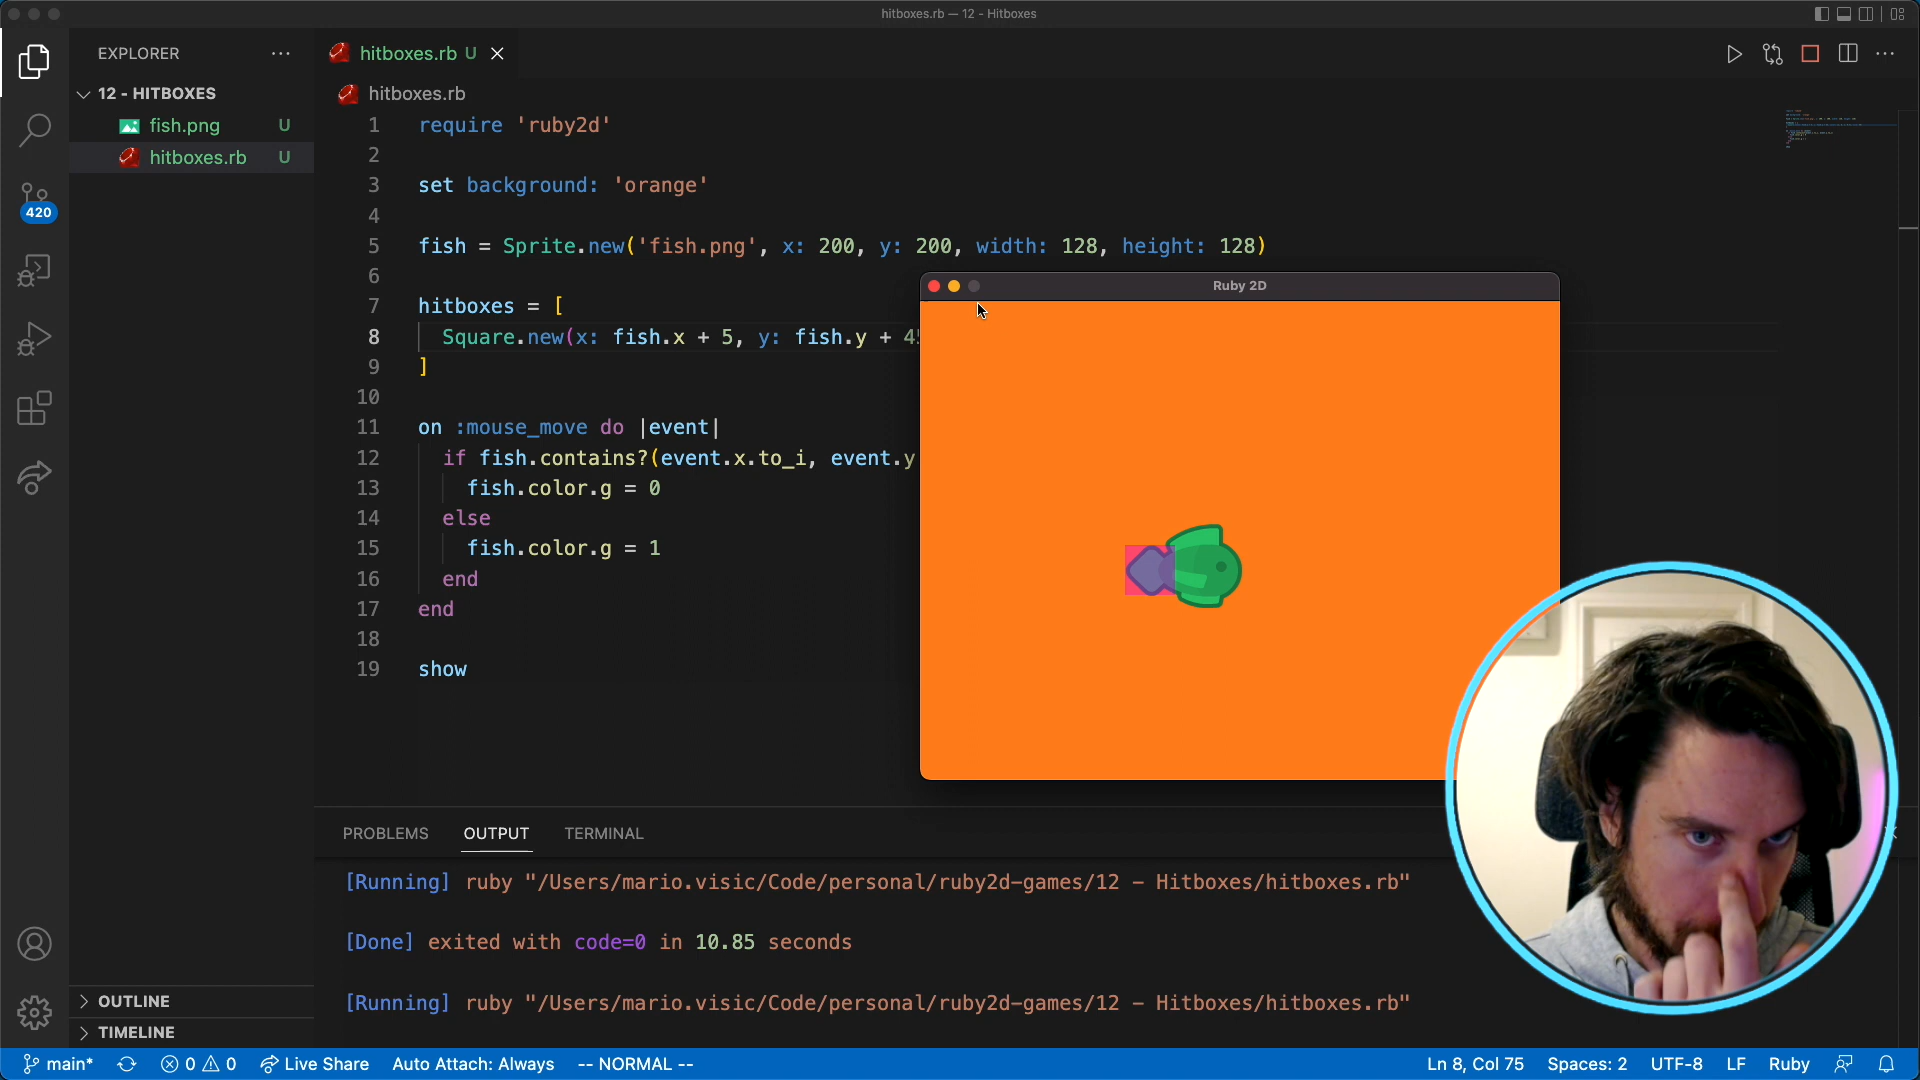 hitboxes.rb — 12 - Hitboxes
EXPLORER
hitboxes.rb U
12 - HITBOXES
hitboxes.rb
fish.png U
hitboxes.rb U
420
1 require 'ruby2d'
2
3 set background: 'orange'
4
5 fish = Sprite.new('fish.png', x: 200, y: 200, width: 128, height: 128)
6
7 hitboxes = [
8 Square.new(x: fish.x + 5, y: fish.y + 45
9 ]
10
11 on :mouse_move do |event|
12 if fish.contains?(event.x.to_i, event.y
13 fish.color.g = 0
14 else
15 fish.color.g = 1
16 end
17 end
18
19 show
Ruby 2D
PROBLEMS OUTPUT TERMINAL
[Running] ruby "/Users/mario.visic/Code/personal/ruby2d-games/12 - Hitboxes/hitboxes.rb"
[Done] exited with code=0 in 10.85 seconds
[Running] ruby "/Users/mario.visic/Code/personal/ruby2d-games/12 - Hitboxes/hitboxes.rb"
OUTLINE
TIMELINE
main* 0 0 Live Share Auto Attach: Always -- NORMAL -- Ln 8, Col 75 Spaces: 2 UTF-8 LF Ruby